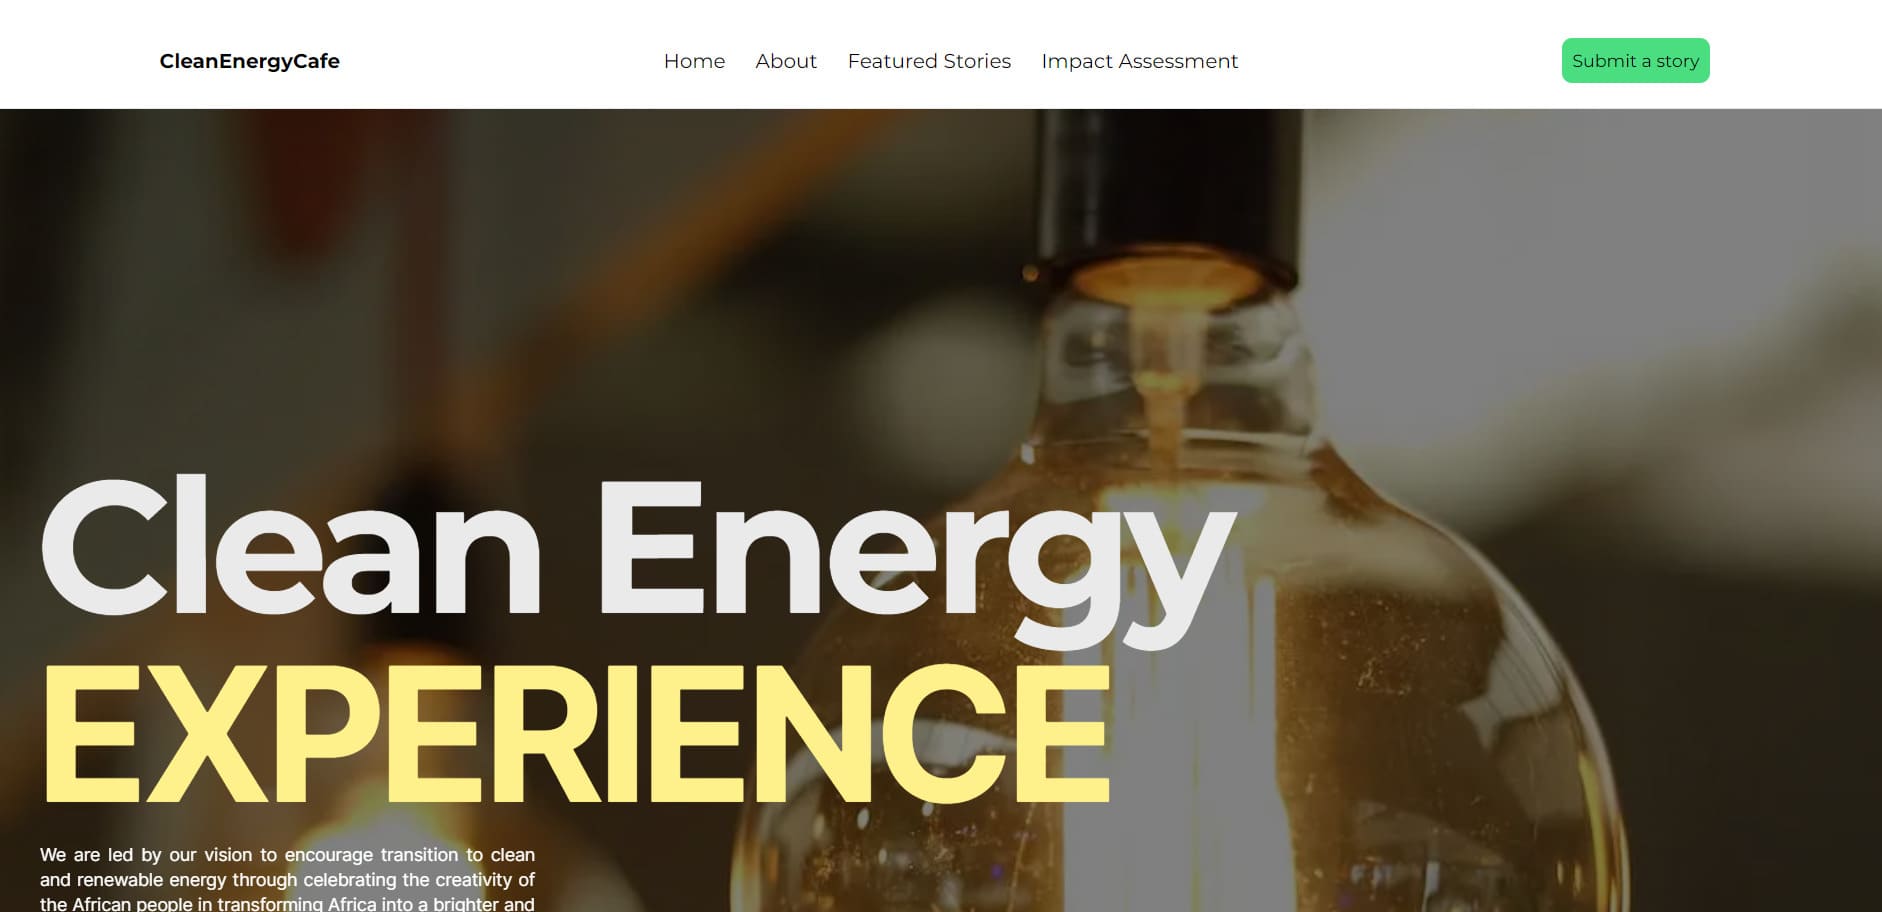 CleanEnergyCafe
Home About Featured Stories Impact Assessment
Submit a story
Clean Energy
EXPERIENCE
We are led by our vision to encourage transition to clean
and renewable energy through celebrating the creativity of
the African people in transforming Africa into a brighter and